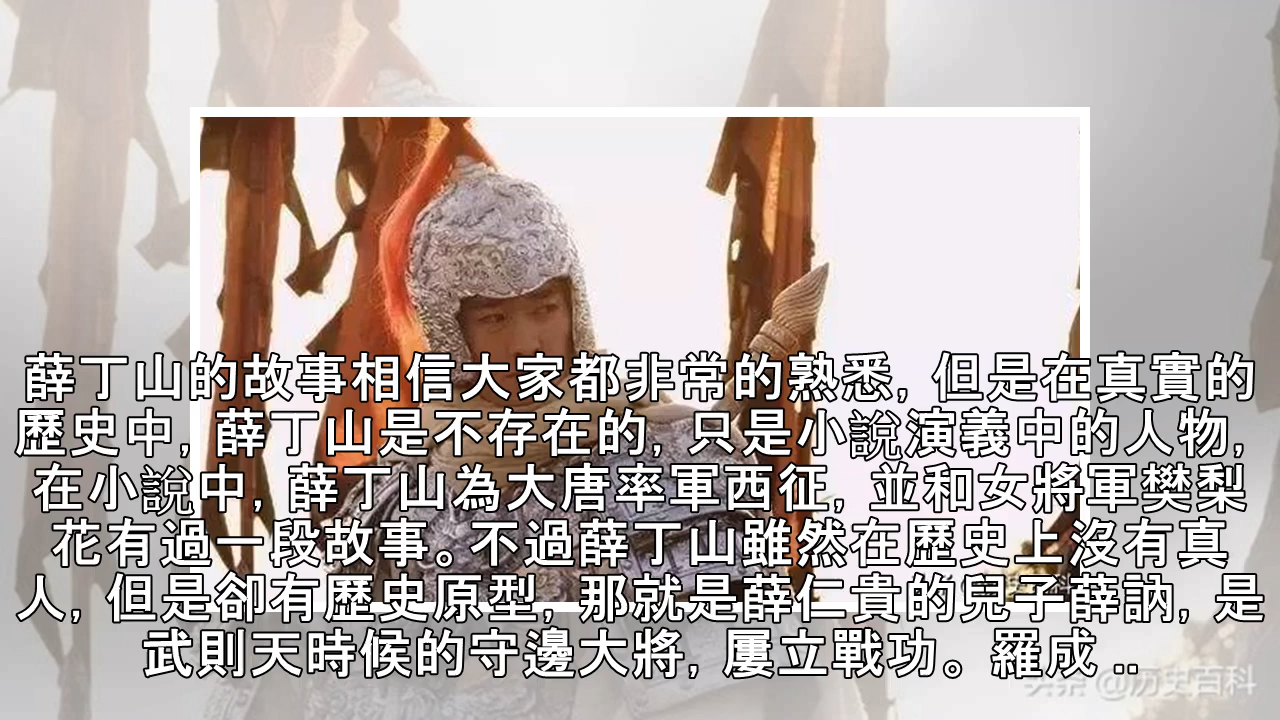 薛丁山的故事相信大家都非常的熟悉, 但是在真實的
歷史中, 薛丁山是不存在的, 只是小說演義中的人物,
在小說中, 薛丁山為大唐率軍西征, 並和女將軍樊梨
花有過一段故事。不過薛丁山雖然在歷史上沒有真
人, 但是卻有歷史原型, 那就是薛仁貴的兒子薛訥, 是
武則天時候的守邊大將, 屢立戰功。羅成 ..
头条 @历史百科